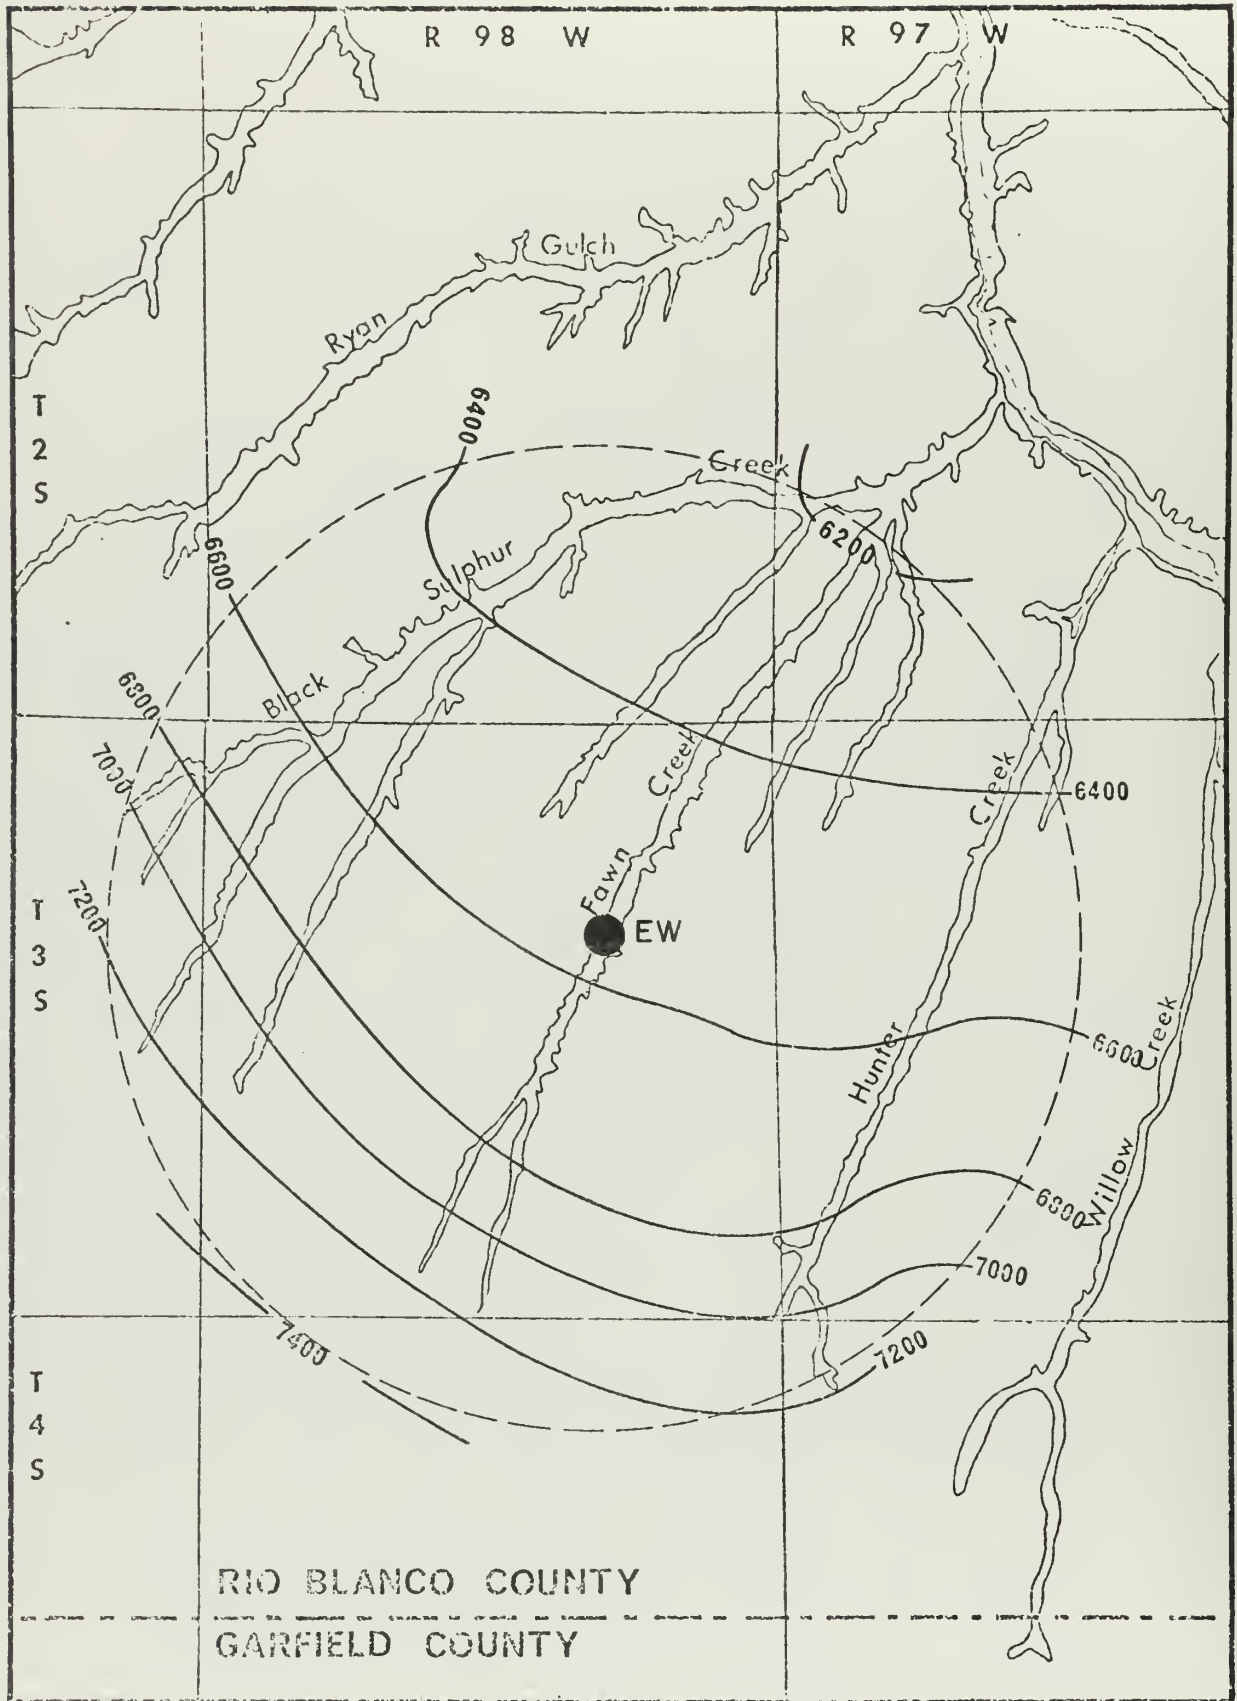 R 98 W
R 97 W
Gulch
Ryan
6400
T
2
S
Creek
6200
6600
Sulphur
Black
6800
7000
Creek
Creek
6400
Fawn
7200
T
3
S
EW
Hunter
6600
Creek
Willow
6800
7000
7400
7200
T
4
S
RIO BLANCO COUNTY
GARFIELD COUNTY